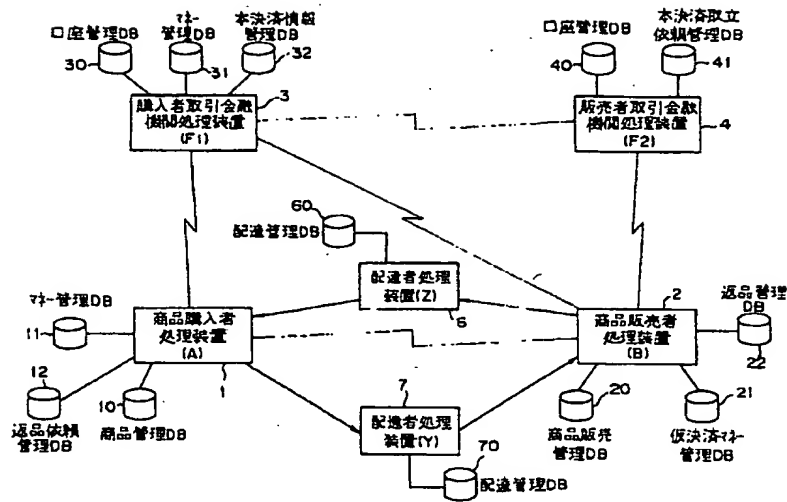 口座管理DB
30
マネー
管理DB
31
本決済情報
管理DB
32
口座管理DB
40
本決済取立
依頼管理DB
41
購入者取引金融
機関処理装置
(F1)
3
販売者取引金融
機関処理装置
(F2)
4
60
配達管理DB
配達者処理
装置(Z)
6
マネー管理DB
11
商品購入者
処理装置
(A)
1
2
商品販売者
処理装置
(B)
返品管理
DB
22
12
返品依頼
管理DB
10
商品管理DB
7
配達者処理
装置(Y)
70
配達管理DB
20
商品販売
管理DB
21
仮決済マネー
管理DB